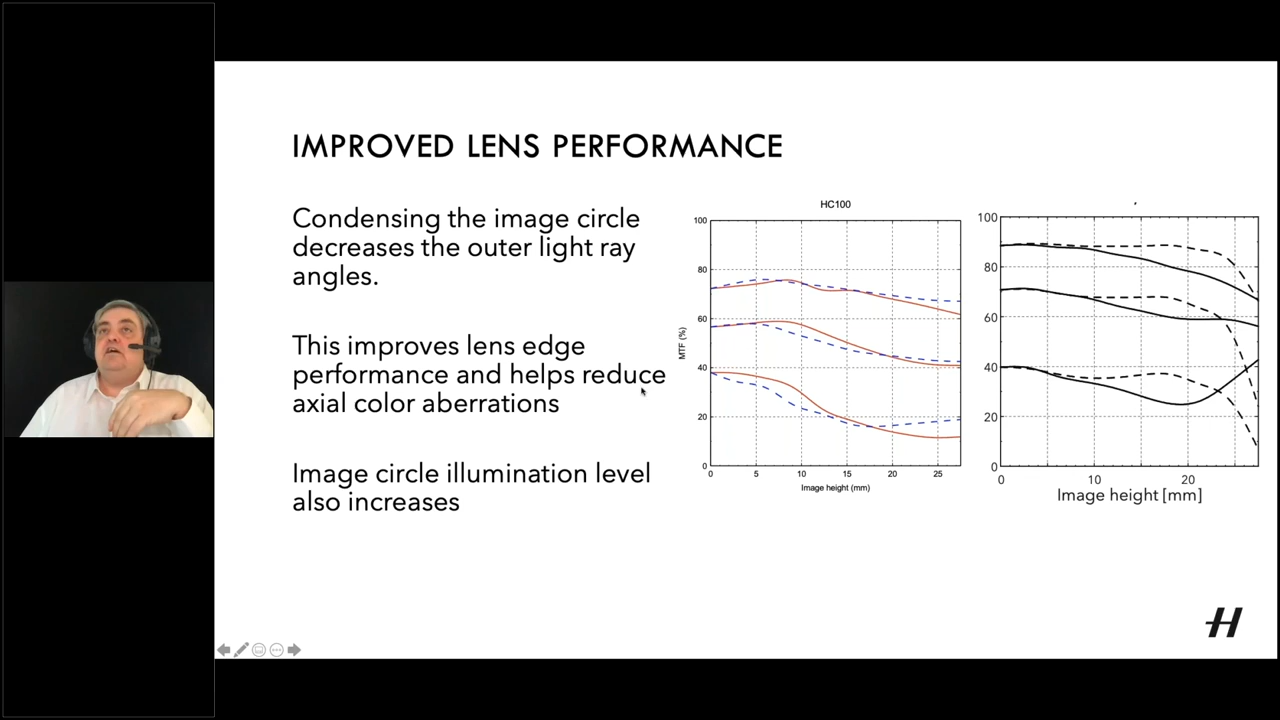 IMPROVED LENS PERFORMANCE
Condensing the image circle
decreases the outer light ray
angles.
This improves lens edge
performance and helps reduce
axial color aberrations
Image circle illumination level
also increases
HC100
100
80
60
40
20
0
MTF (%)
0 5 10 15 20 25
Image height (mm)
100
80
60
40
20
0
0 10 20
Image height [mm]
H